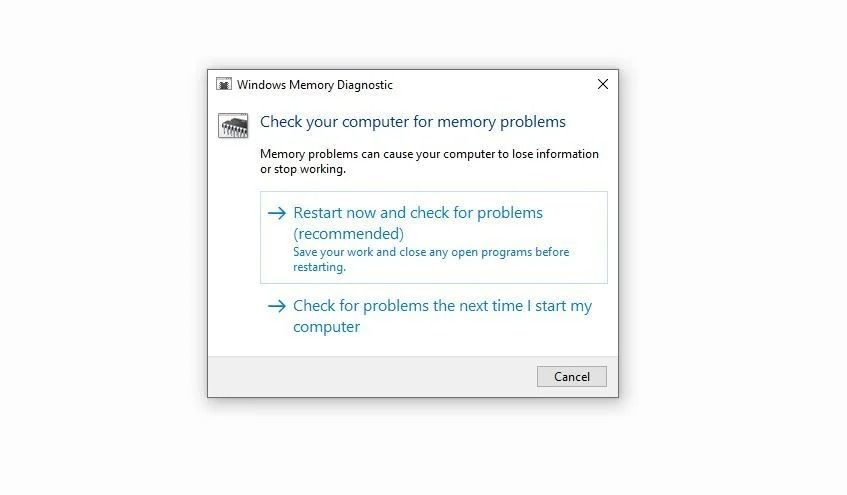 Windows Memory Diagnostic
Check your computer for memory problems
Memory problems can cause your computer to lose information
or stop working.
Restart now and check for problems
(recommended)
Save your work and close any open programs before
restarting.
Check for problems the next time I start my
computer
Cancel